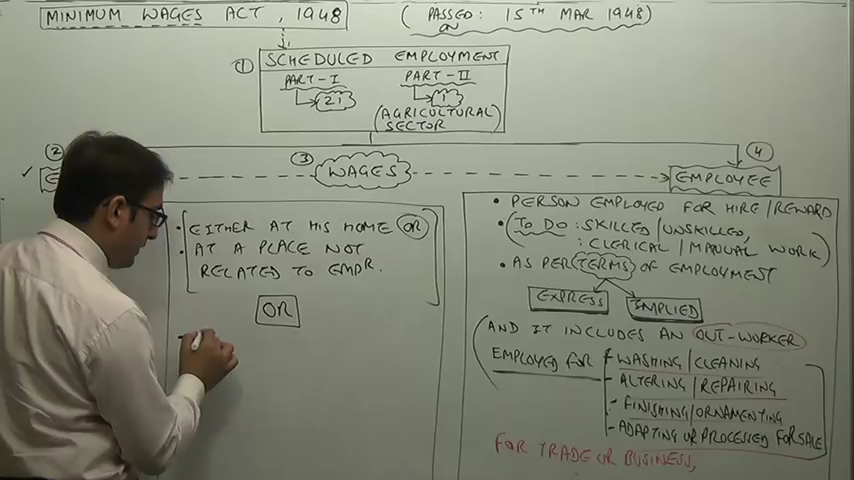 MINIMUM WAGES ACT, 1948
(PASSED: 15TH MAR 1948)
ON
① SCHEDULED EMPLOYMENT
PART-I PART-II
21 1
(AGRICULTURAL SECTOR)
②
③ WAGES
④
EMPLOYEE
• EITHER AT HIS HOME OR
• AT A PLACE NOT
RELATED TO EMPR.
OR
• PERSON EMPLOYED FOR HIRE/REWARD
• (TO DO: SKILLED/UNSKILLED,
: CLERICAL/MANUAL WORK)
• AS PER TERMS OF EMPLOYMENT
EXPRESS IMPLIED
(AND IT INCLUDES AN OUT-WORKER
EMPLOYED FOR - WASHING/CLEANING
- ALTERING/REPAIRING
- FINISHING/ORNAMENTING
- ADAPTING OR PROCESSED FOR SALE
FOR TRADE OR BUSINESS,